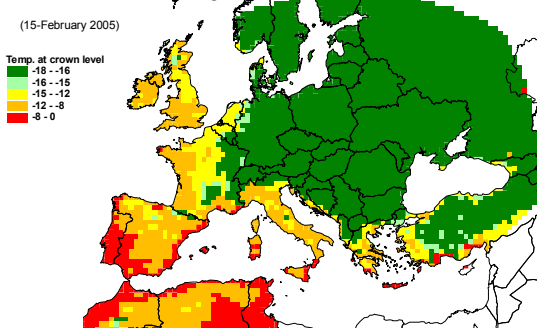 (15-February 2005)
Temp. at crown level
-18 - -16
-16 - -15
-15 - -12
-12 - -8
-8 - 0